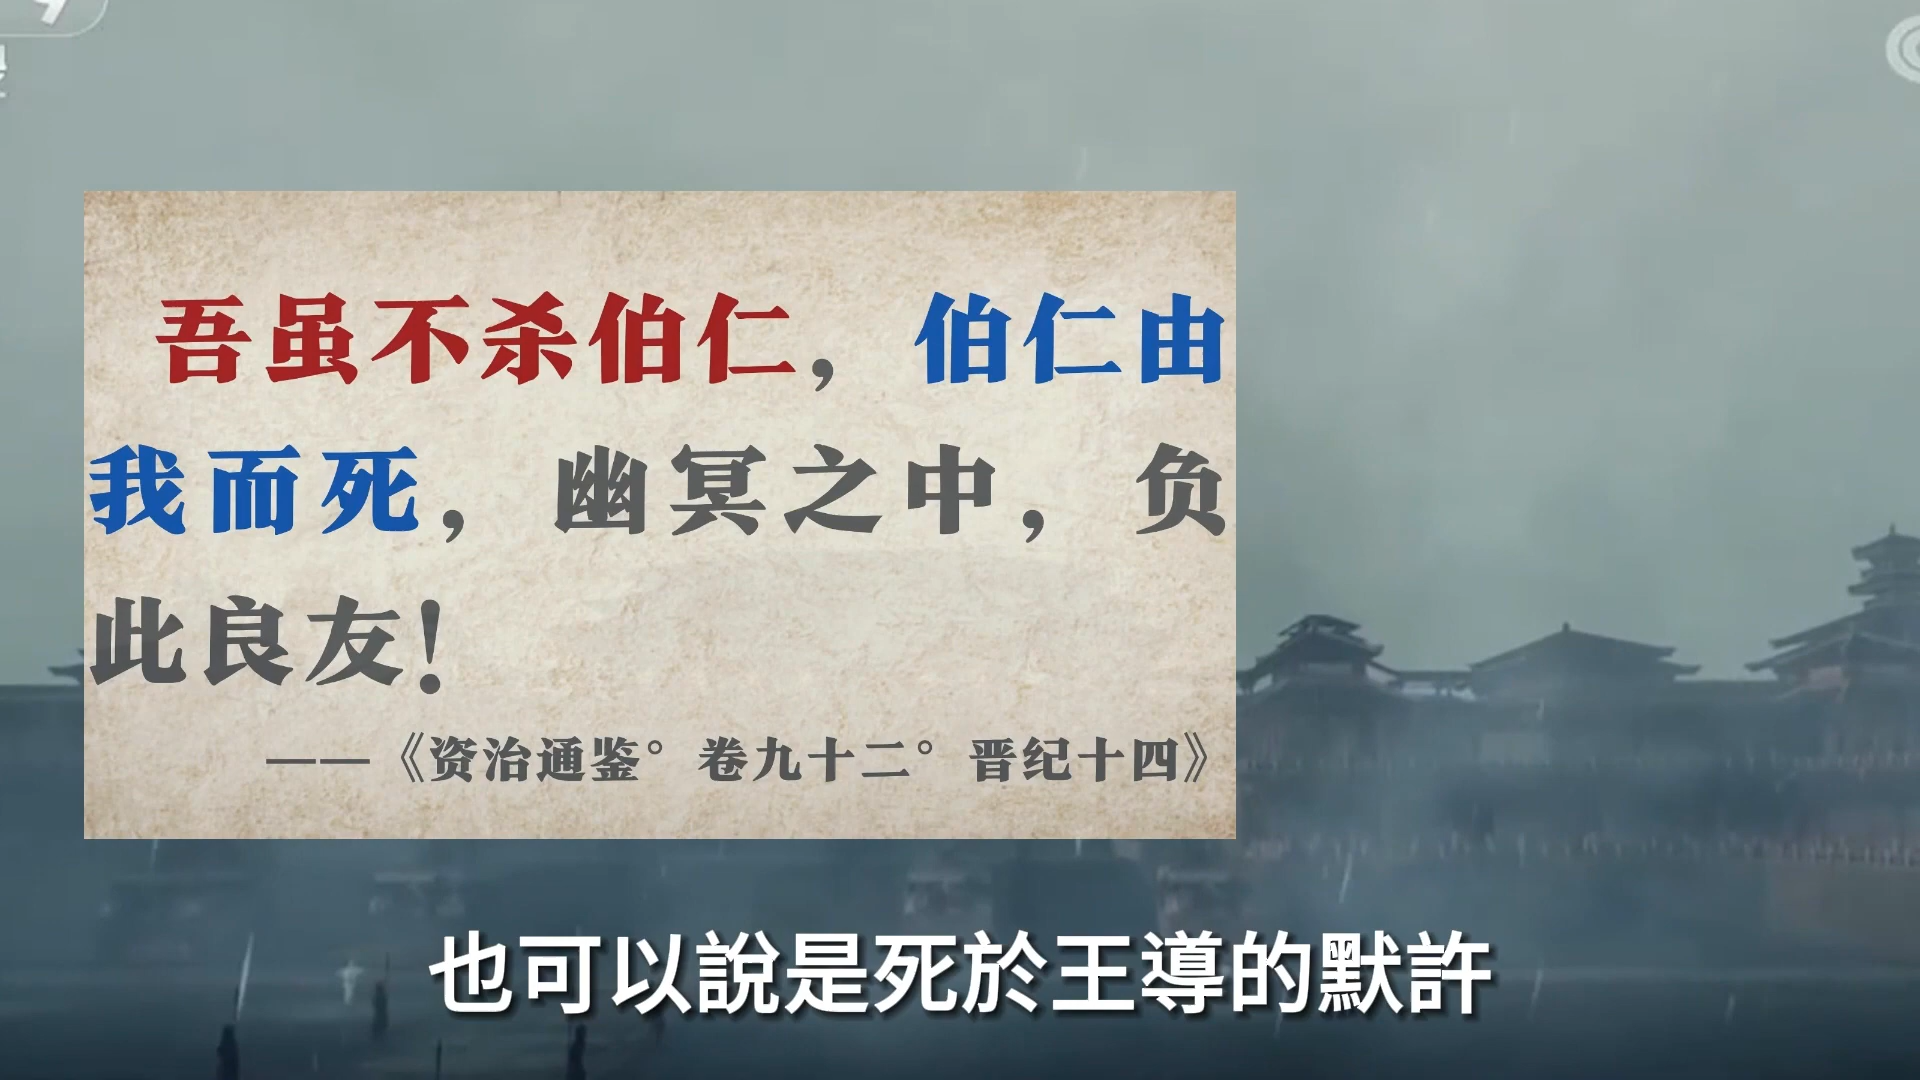 吾虽不杀伯仁，伯仁由
我而死，幽冥之中，负
此良友！
——《资治通鉴°卷九十二°晋纪十四》
也可以說是死於王導的默許